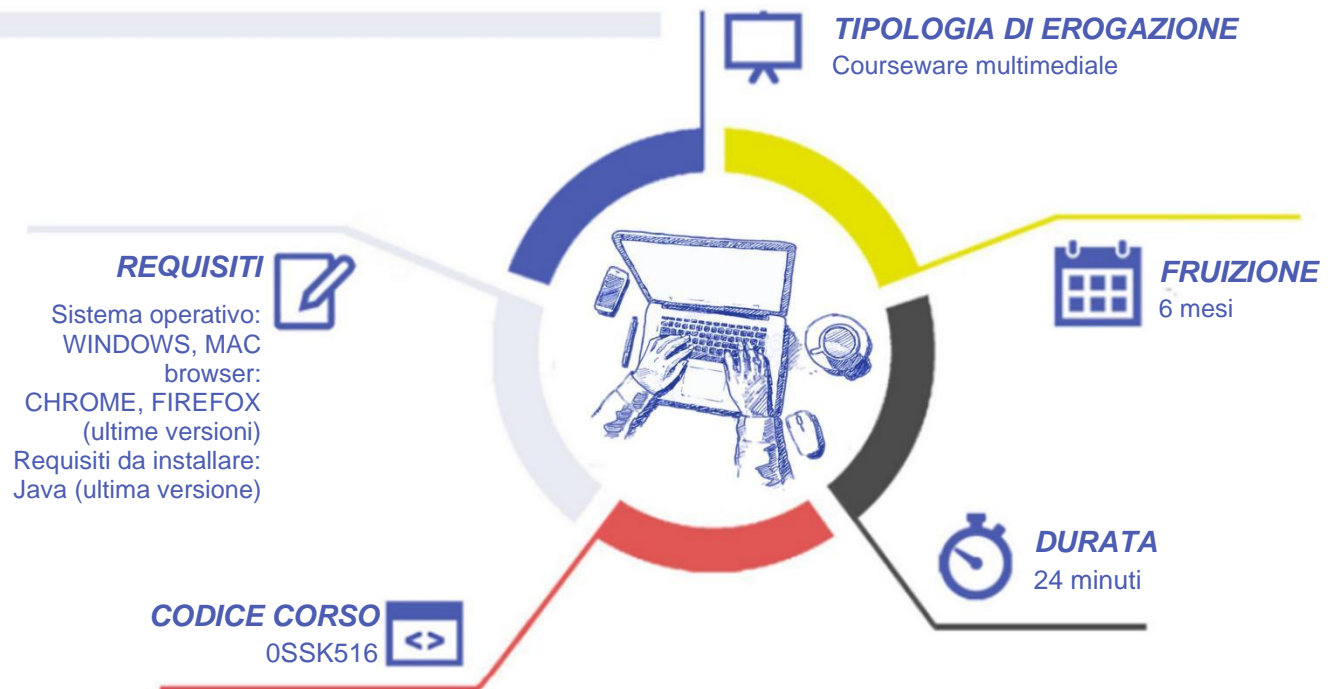 TIPOLOGIA DI EROGAZIONE
Courseware multimediale
REQUISITI
Sistema operativo:
WINDOWS, MAC
browser:
CHROME, FIREFOX
(ultime versioni)
Requisiti da installare:
Java (ultima versione)
FRUIZIONE
6 mesi
DURATA
24 minuti
CODICE CORSO
0SSK516